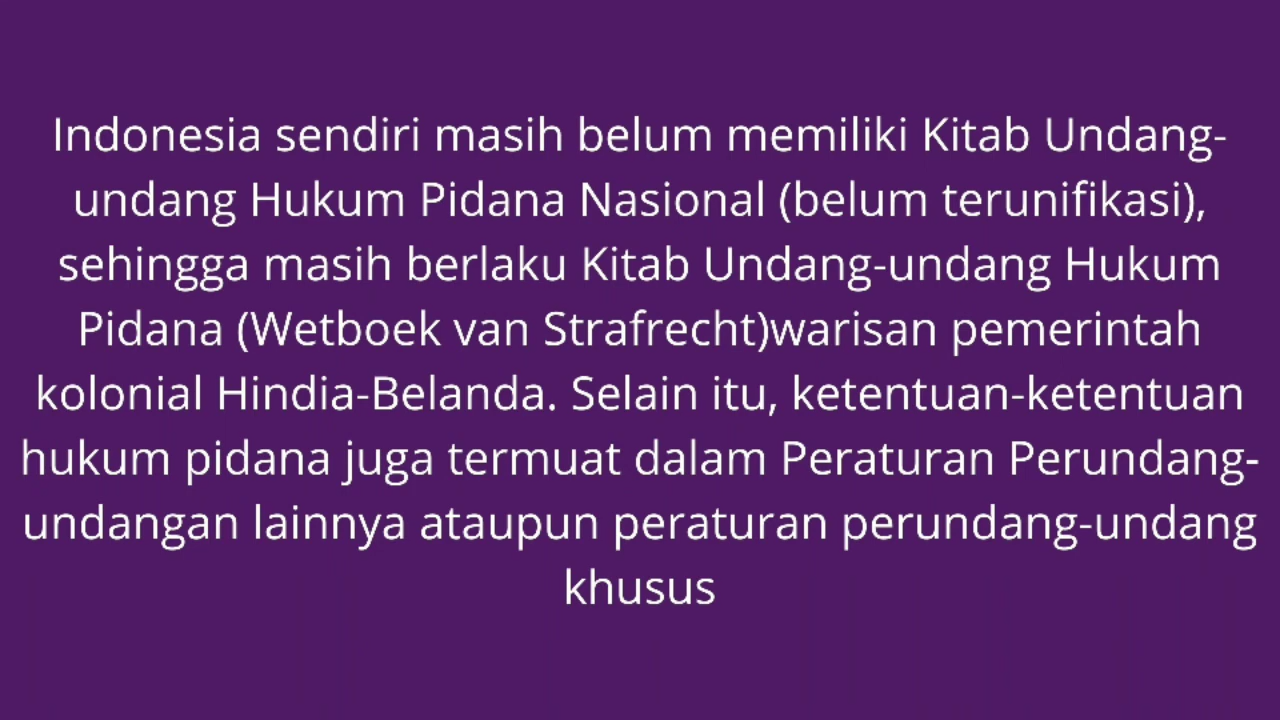 Indonesia sendiri masih belum memiliki Kitab Undang-
undang Hukum Pidana Nasional (belum terunifikasi),
sehingga masih berlaku Kitab Undang-undang Hukum
Pidana (Wetboek van Strafrecht)warisan pemerintah
kolonial Hindia-Belanda. Selain itu, ketentuan-ketentuan
hukum pidana juga termuat dalam Peraturan Perundang-
undangan lainnya ataupun peraturan perundang-undang
khusus